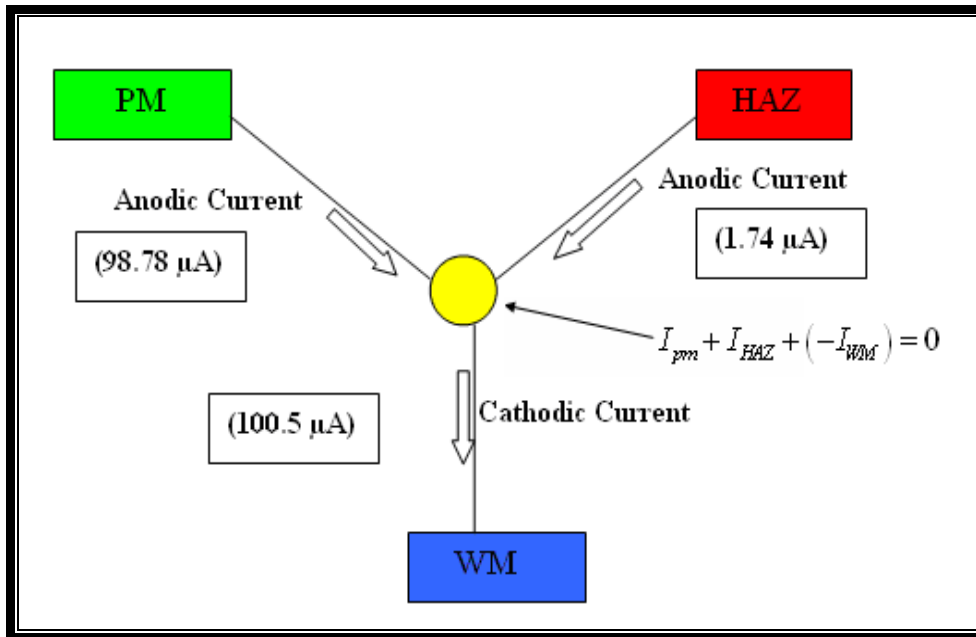 PM
HAZ
Anodic Current
Anodic Current
(98.78 µA)
(1.74 µA)
I_pm + I_HAZ + (-I_WM) = 0
(100.5 µA)
Cathodic Current
WM